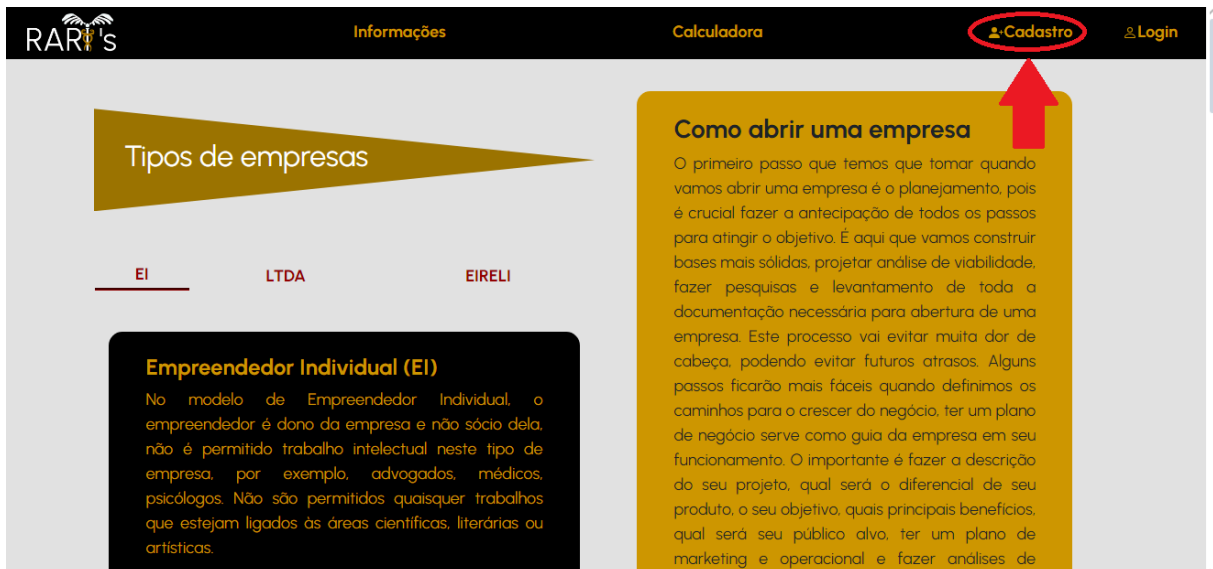 RARI's
Informações
Calculadora
Cadastro
Login
Tipos de empresas
EI
LTDA
EIRELI
Empreendedor Individual (EI)
No modelo de Empreendedor Individual, o
empreendedor é dono da empresa e não sócio dela,
não é permitido trabalho intelectual neste tipo de
empresa, por exemplo, advogados, médicos,
psicólogos. Não são permitidos quaisquer trabalhos
que estejam ligados às áreas científicas, literárias ou
artísticas.
Como abrir uma empresa
O primeiro passo que temos que tomar quando
vamos abrir uma empresa é o planejamento, pois
é crucial fazer a antecipação de todos os passos
para atingir o objetivo. É aqui que vamos construir
bases mais sólidas, projetar análise de viabilidade,
fazer pesquisas e levantamento de toda a
documentação necessária para abertura de uma
empresa. Este processo vai evitar muita dor de
cabeça, podendo evitar futuros atrasos. Alguns
passos ficarão mais fáceis quando definimos os
caminhos para o crescer do negócio, ter um plano
de negócio serve como guia da empresa em seu
funcionamento. O importante é fazer a descrição
do seu projeto, qual será o diferencial de seu
produto, o seu objetivo, quais principais benefícios,
qual será seu público alvo, ter um plano de
marketing e operacional e fazer análises de